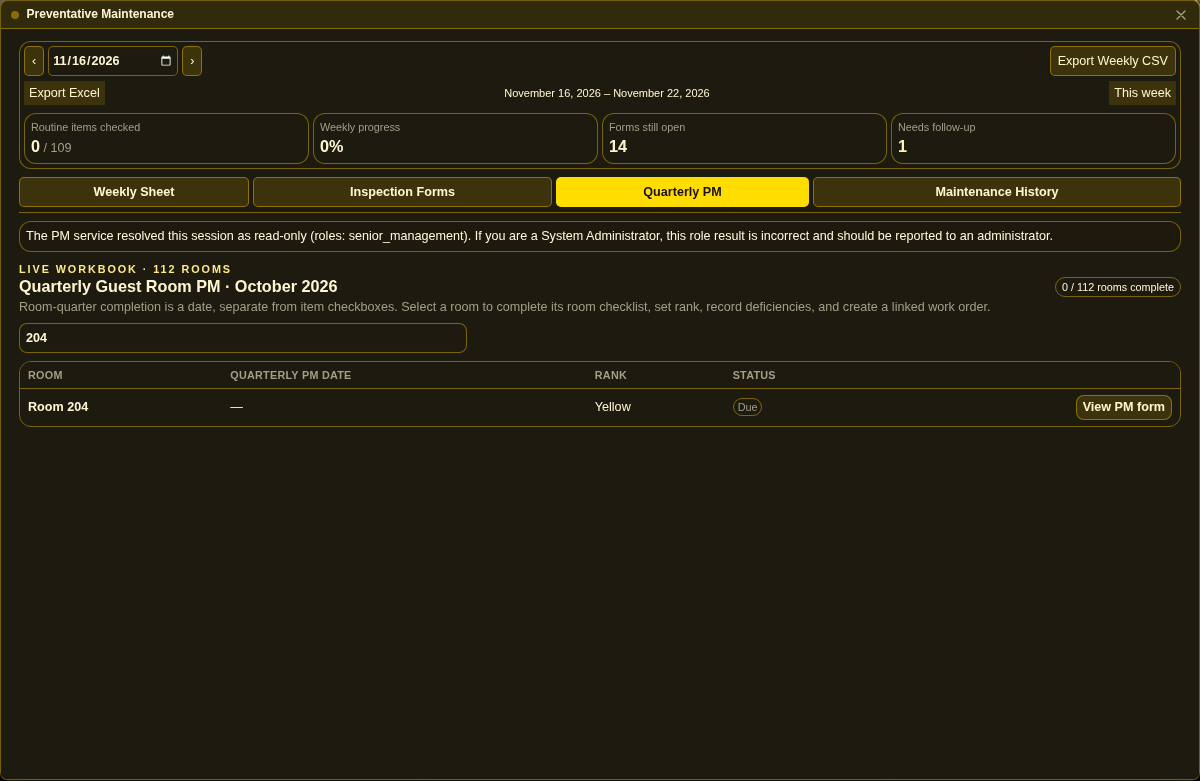 Preventative Maintenance
‹ 11/16/2026 › Export Weekly CSV
Export Excel November 16, 2026 – November 22, 2026 This week
Routine items checked Weekly progress Forms still open Needs follow-up
0 / 109 0% 14 1
Weekly Sheet Inspection Forms Quarterly PM Maintenance History
The PM service resolved this session as read-only (roles: senior_management). If you are a System Administrator, this role result is incorrect and should be reported to an administrator.
LIVE WORKBOOK · 112 ROOMS
Quarterly Guest Room PM · October 2026 0 / 112 rooms complete
Room-quarter completion is a date, separate from item checkboxes. Select a room to complete its room checklist, set rank, record deficiencies, and create a linked work order.
204
ROOM QUARTERLY PM DATE RANK STATUS
Room 204 — Yellow Due View PM form